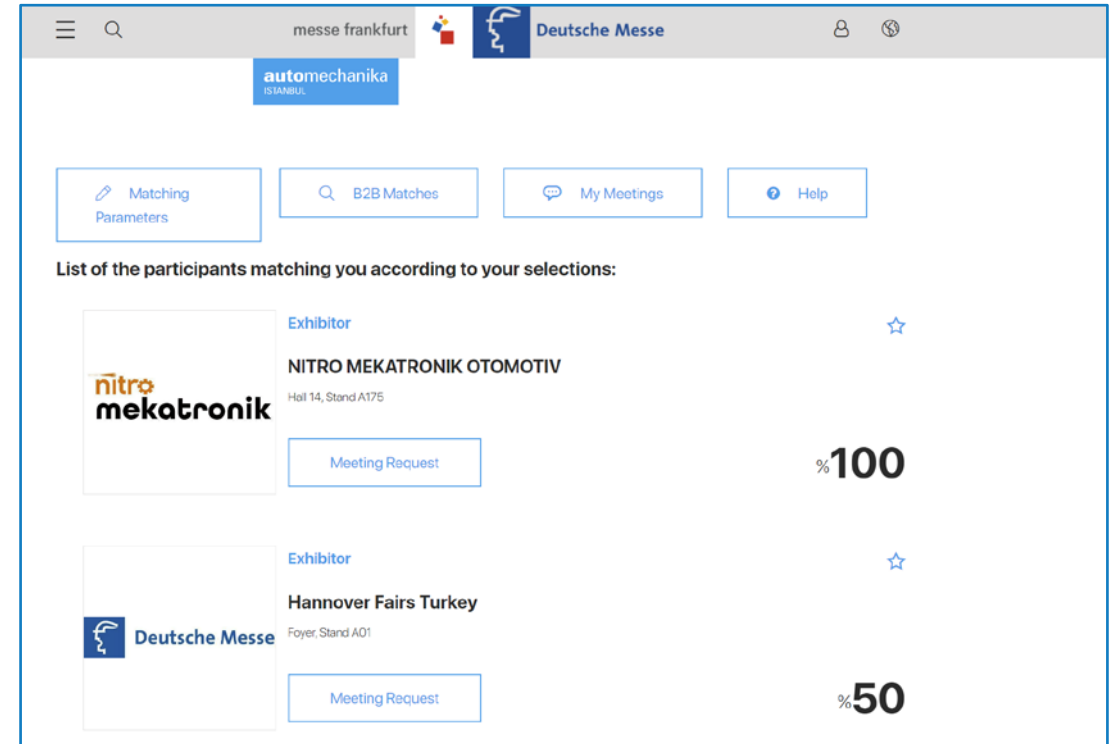 messe frankfurt
Deutsche Messe
automechanika
ISTANBUL
Matching
Parameters
B2B Matches
My Meetings
Help
List of the participants matching you according to your selections:
Exhibitor
nitro
mekatronik
NITRO MEKATRONIK OTOMOTIV
Hall 14, Stand A175
Meeting Request
%100
Exhibitor
Deutsche Messe
Hannover Fairs Turkey
Foyer, Stand A01
Meeting Request
%50